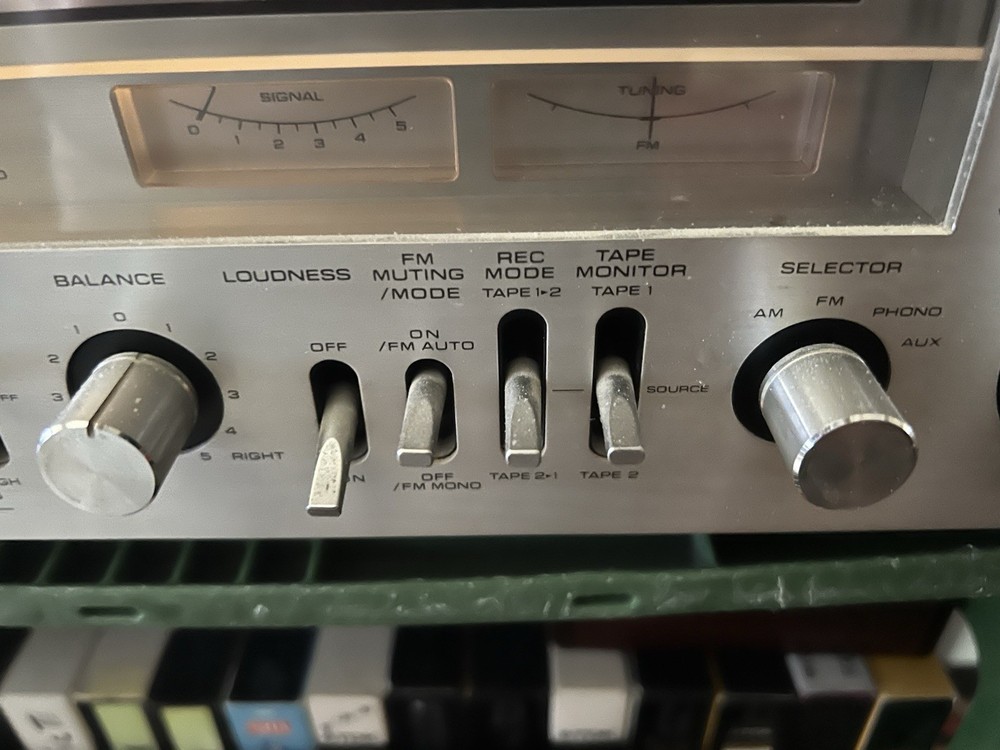 SIGNAL
0 1 2 3 4 5
TUNING
FM
BALANCE
0
1 1
2 2
3 3
4
5 RIGHT
LOUDNESS
OFF
FM
MUTING
/MODE
ON
/FM AUTO
OFF
/FM MONO
REC
MODE
TAPE 1▸2
TAPE 2▸1
TAPE
MONITOR
TAPE 1
SOURCE
TAPE 2
SELECTOR
AM
FM
PHONO
AUX